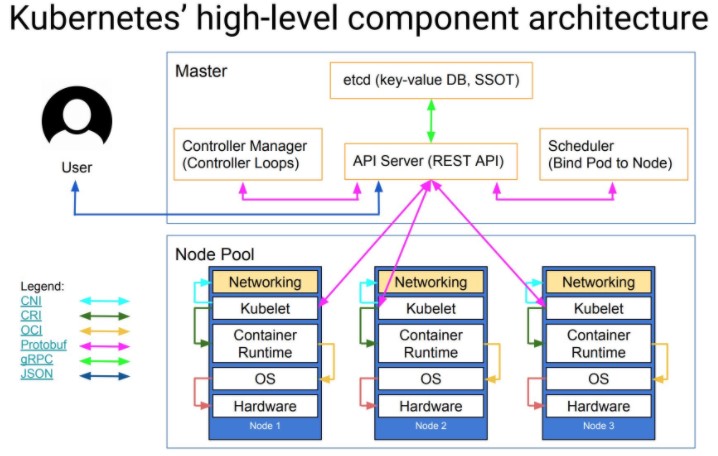 Kubernetes’ high-level component architecture
Master
etcd (key-value DB, SSOT)
Controller Manager
(Controller Loops)
API Server (REST API)
Scheduler
(Bind Pod to Node)
User
Node Pool
Legend:
CNI
CRI
OCI
Protobuf
gRPC
JSON
Networking
Kubelet
Container
Runtime
OS
Hardware
Node 1
Networking
Kubelet
Container
Runtime
OS
Hardware
Node 2
Networking
Kubelet
Container
Runtime
OS
Hardware
Node 3